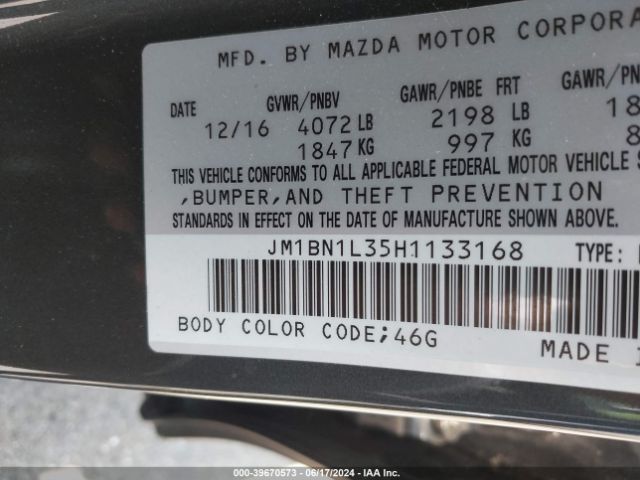 MFD. BY MAZDA MOTOR CORPORA
DATE GVWR/PNBV GAWR/PNBE FRT GAWR/PNB
12/16 4072 LB 2198 LB 18
1847 KG 997 KG 8
THIS VEHICLE CONFORMS TO ALL APPLICABLE FEDERAL MOTOR VEHICLE S
,BUMPER,AND THEFT PREVENTION
STANDARDS IN EFFECT ON THE DATE OF MANUFACTURE SHOWN ABOVE.
JM1BN1L35H1133168 TYPE:
BODY COLOR CODE;46G
MADE
000-39670573 - 06/17/2024 - IAA Inc.